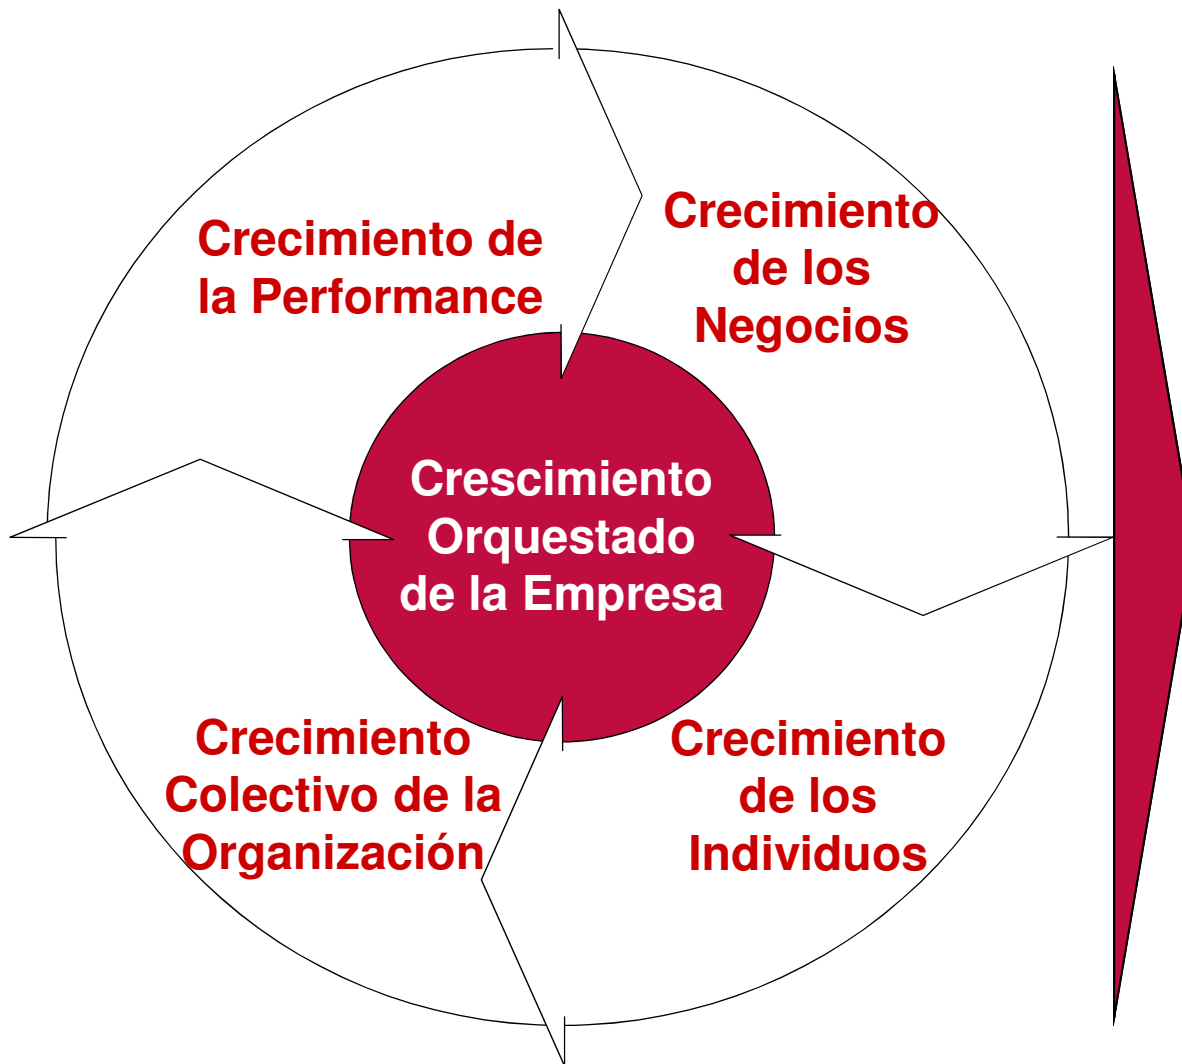 Crecimiento de
la Performance
Crecimiento
de los
Negocios
Crescimiento
Orquestado
de la Empresa
Crecimiento
Colectivo de la
Organización
Crecimiento
de los
Individuos